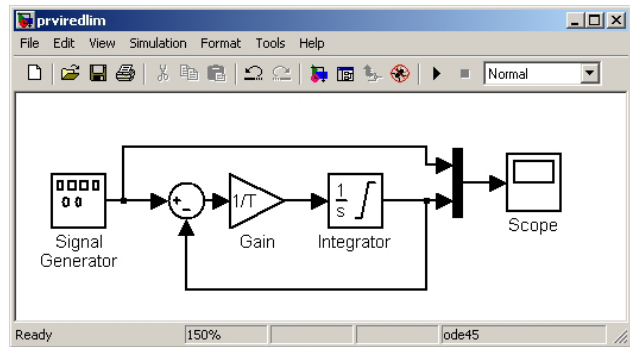 prviredlim
File Edit View Simulation Format Tools Help
Normal
1/T
1
s
Signal
Generator
Gain
Integrator
Scope
Ready 150% ode45